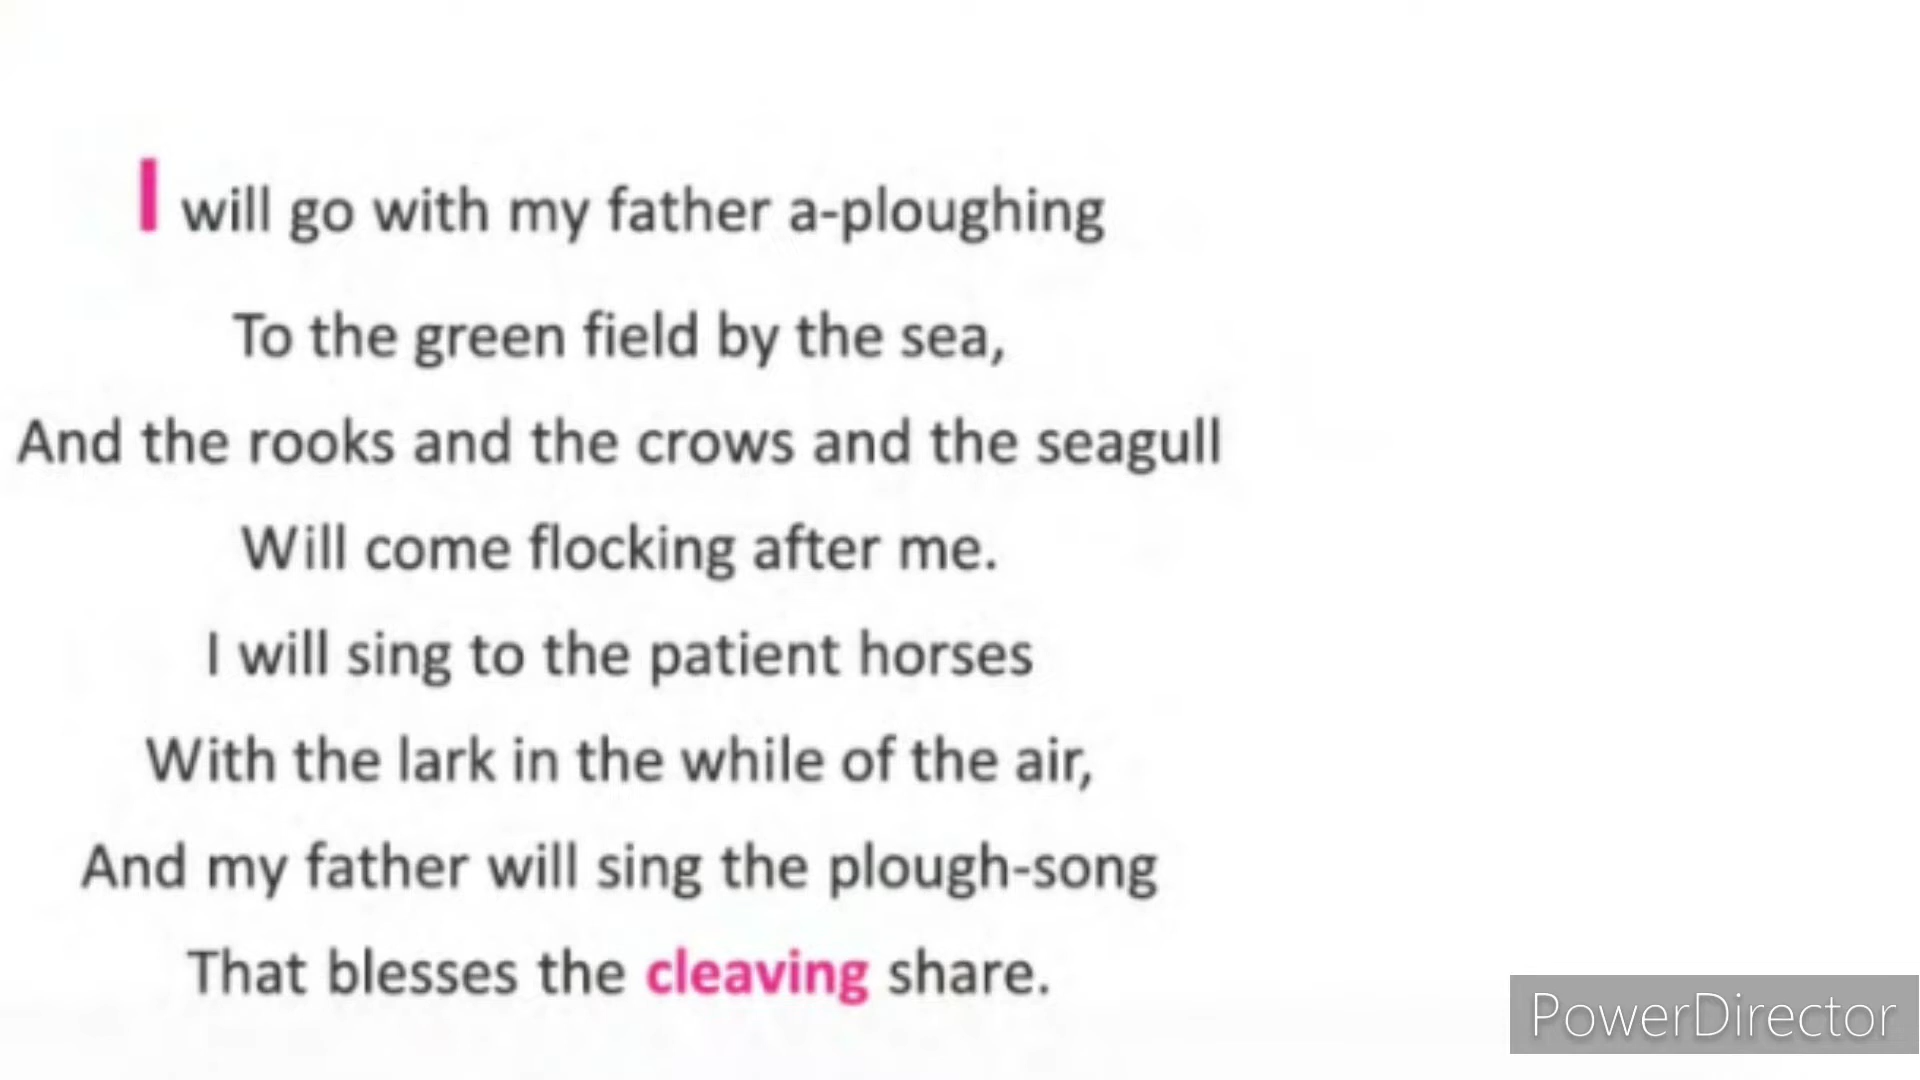 I will go with my father a-ploughing
To the green field by the sea,
And the rooks and the crows and the seagull
Will come flocking after me.
I will sing to the patient horses
With the lark in the while of the air,
And my father will sing the plough-song
That blesses the cleaving share.
PowerDirector